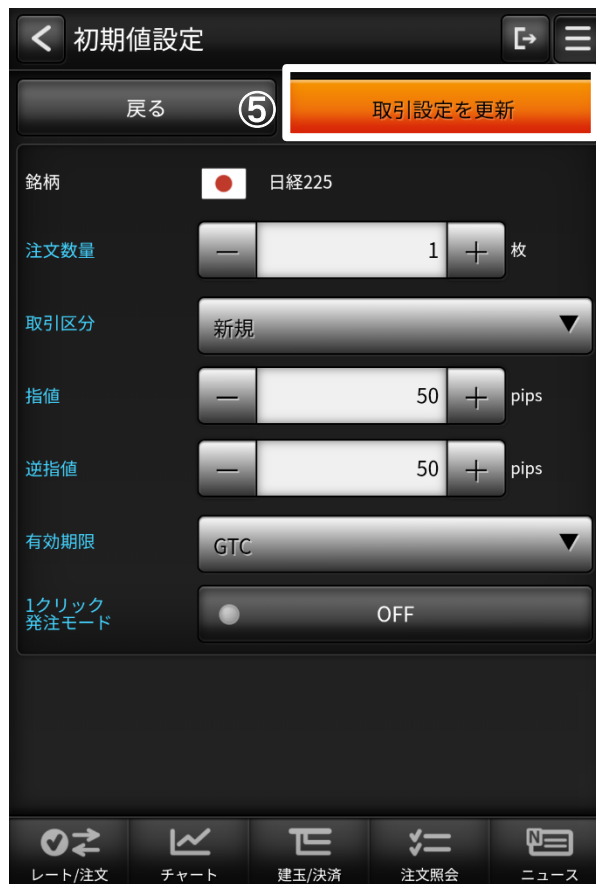 初期値設定
戻る
⑤
取引設定を更新
銘柄 日経225
注文数量 － 1 ＋ 枚
取引区分 新規 ▼
指値 － 50 ＋ pips
逆指値 － 50 ＋ pips
有効期限 GTC ▼
1クリック
発注モード
OFF
N
レート/注文 チャート 建玉/決済 注文照会 ニュース